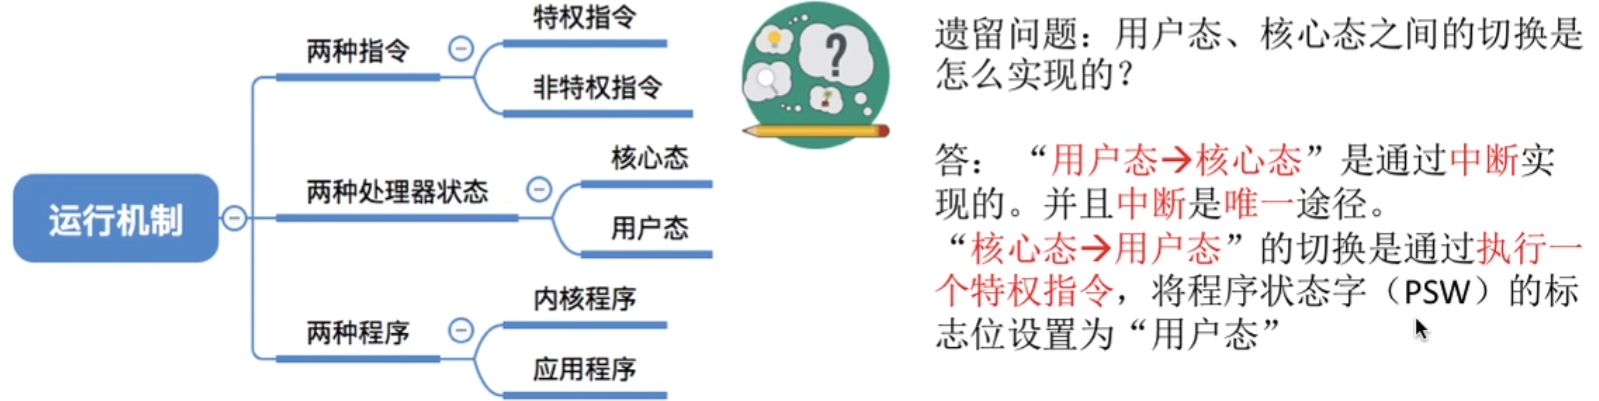 运行机制
两种指令
特权指令
非特权指令
两种处理器状态
核心态
用户态
两种程序
内核程序
应用程序
?
遗留问题：用户态、核心态之间的切换是
怎么实现的？
答： “用户态→核心态”是通过中断实
现的。并且中断是唯一途径。
“核心态→用户态”的切换是通过执行一
个特权指令，将程序状态字（PSW）的标
志位设置为“用户态”